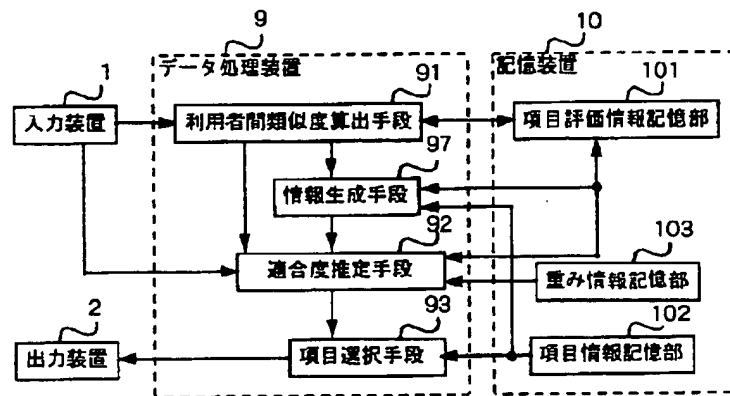 9
10
データ処理装置
記憶装置
1
91
101
入力装置
利用者間類似度算出手段
項目評価情報記憶部
97
情報生成手段
92
103
適合度推定手段
重み情報記憶部
2
93
102
出力装置
項目選択手段
項目情報記憶部